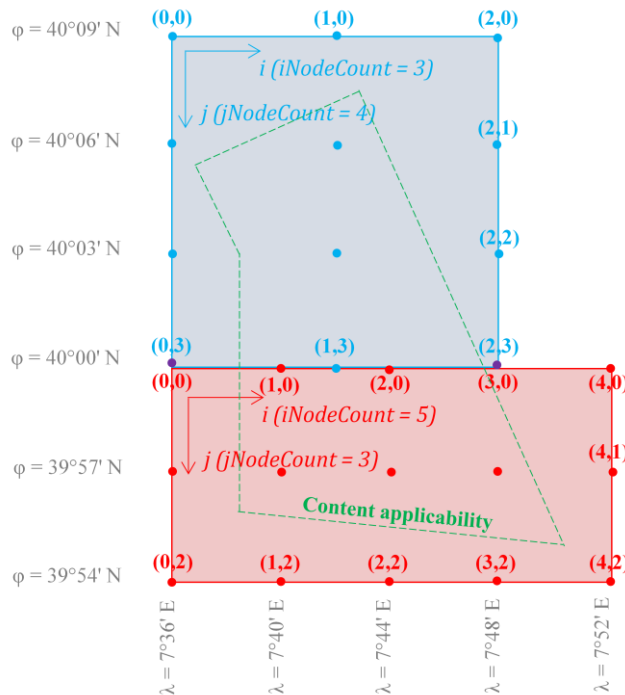 (0,0) (1,0) (2,0)
φ = 40°09' N
i (iNodeCount = 3)
j (jNodeCount = 4)
φ = 40°06' N
(2,1)
φ = 40°03' N
(2,2)
(0,3) (1,3) (2,3)
φ = 40°00' N
(0,0) (1,0) (2,0) (3,0) (4,0)
i (iNodeCount = 5)
j (jNodeCount = 3)
(4,1)
φ = 39°57' N
Content applicability
(0,2) (1,2) (2,2) (3,2) (4,2)
φ = 39°54' N
λ = 7°36' E
λ = 7°40' E
λ = 7°44' E
λ = 7°48' E
λ = 7°52' E